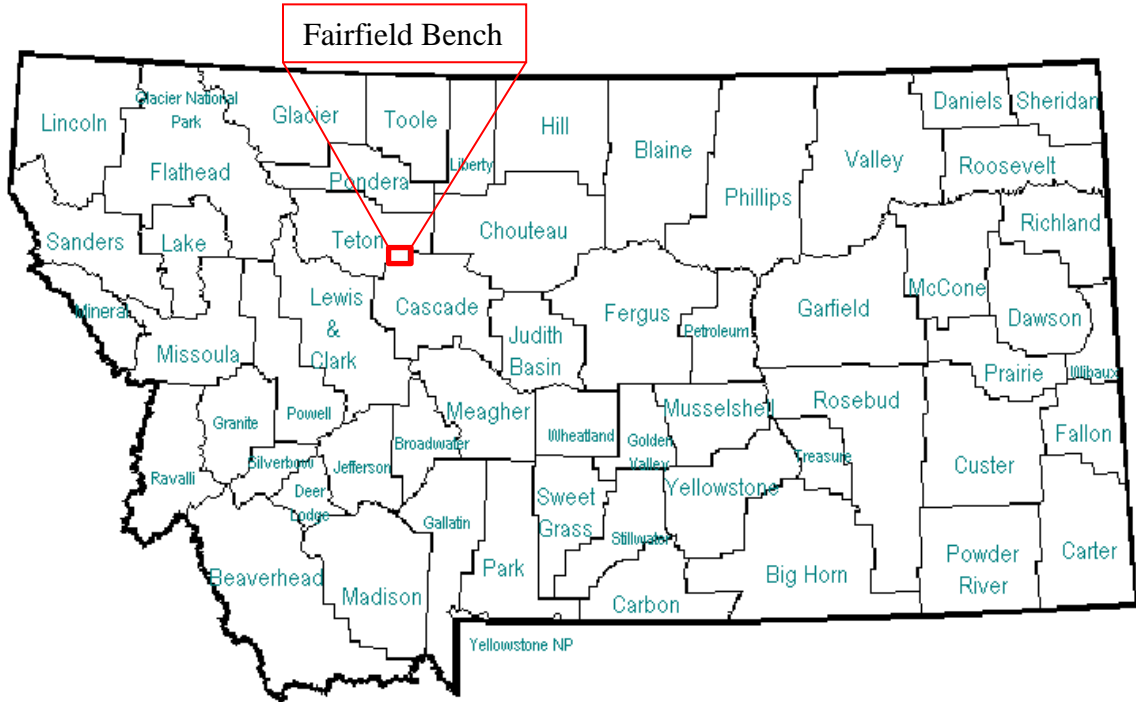 Fairfield Bench
Glacier National
Park
Lincoln
Glacier
Toole
Liberty
Hill
Blaine
Phillips
Valley
Daniels
Sheridan
Roosevelt
Richland
Flathead
Pondera
Sanders
Lake
Teton
Chouteau
Mineral
Missoula
Lewis
&
Clark
Cascade
Judith
Basin
Fergus
Petroleum
Garfield
McCone
Dawson
Prairie
Wibaux
Granite
Powell
Meagher
Broadwater
Wheatland
Golden
Valley
Musselshell
Rosebud
Treasure
Fallon
Custer
Ravalli
Silverbow
Deer
Lodge
Jefferson
Gallatin
Sweet
Grass
Stillwater
Yellowstone
Beaverhead
Madison
Park
Carbon
Big Horn
Powder
River
Carter
Yellowstone NP